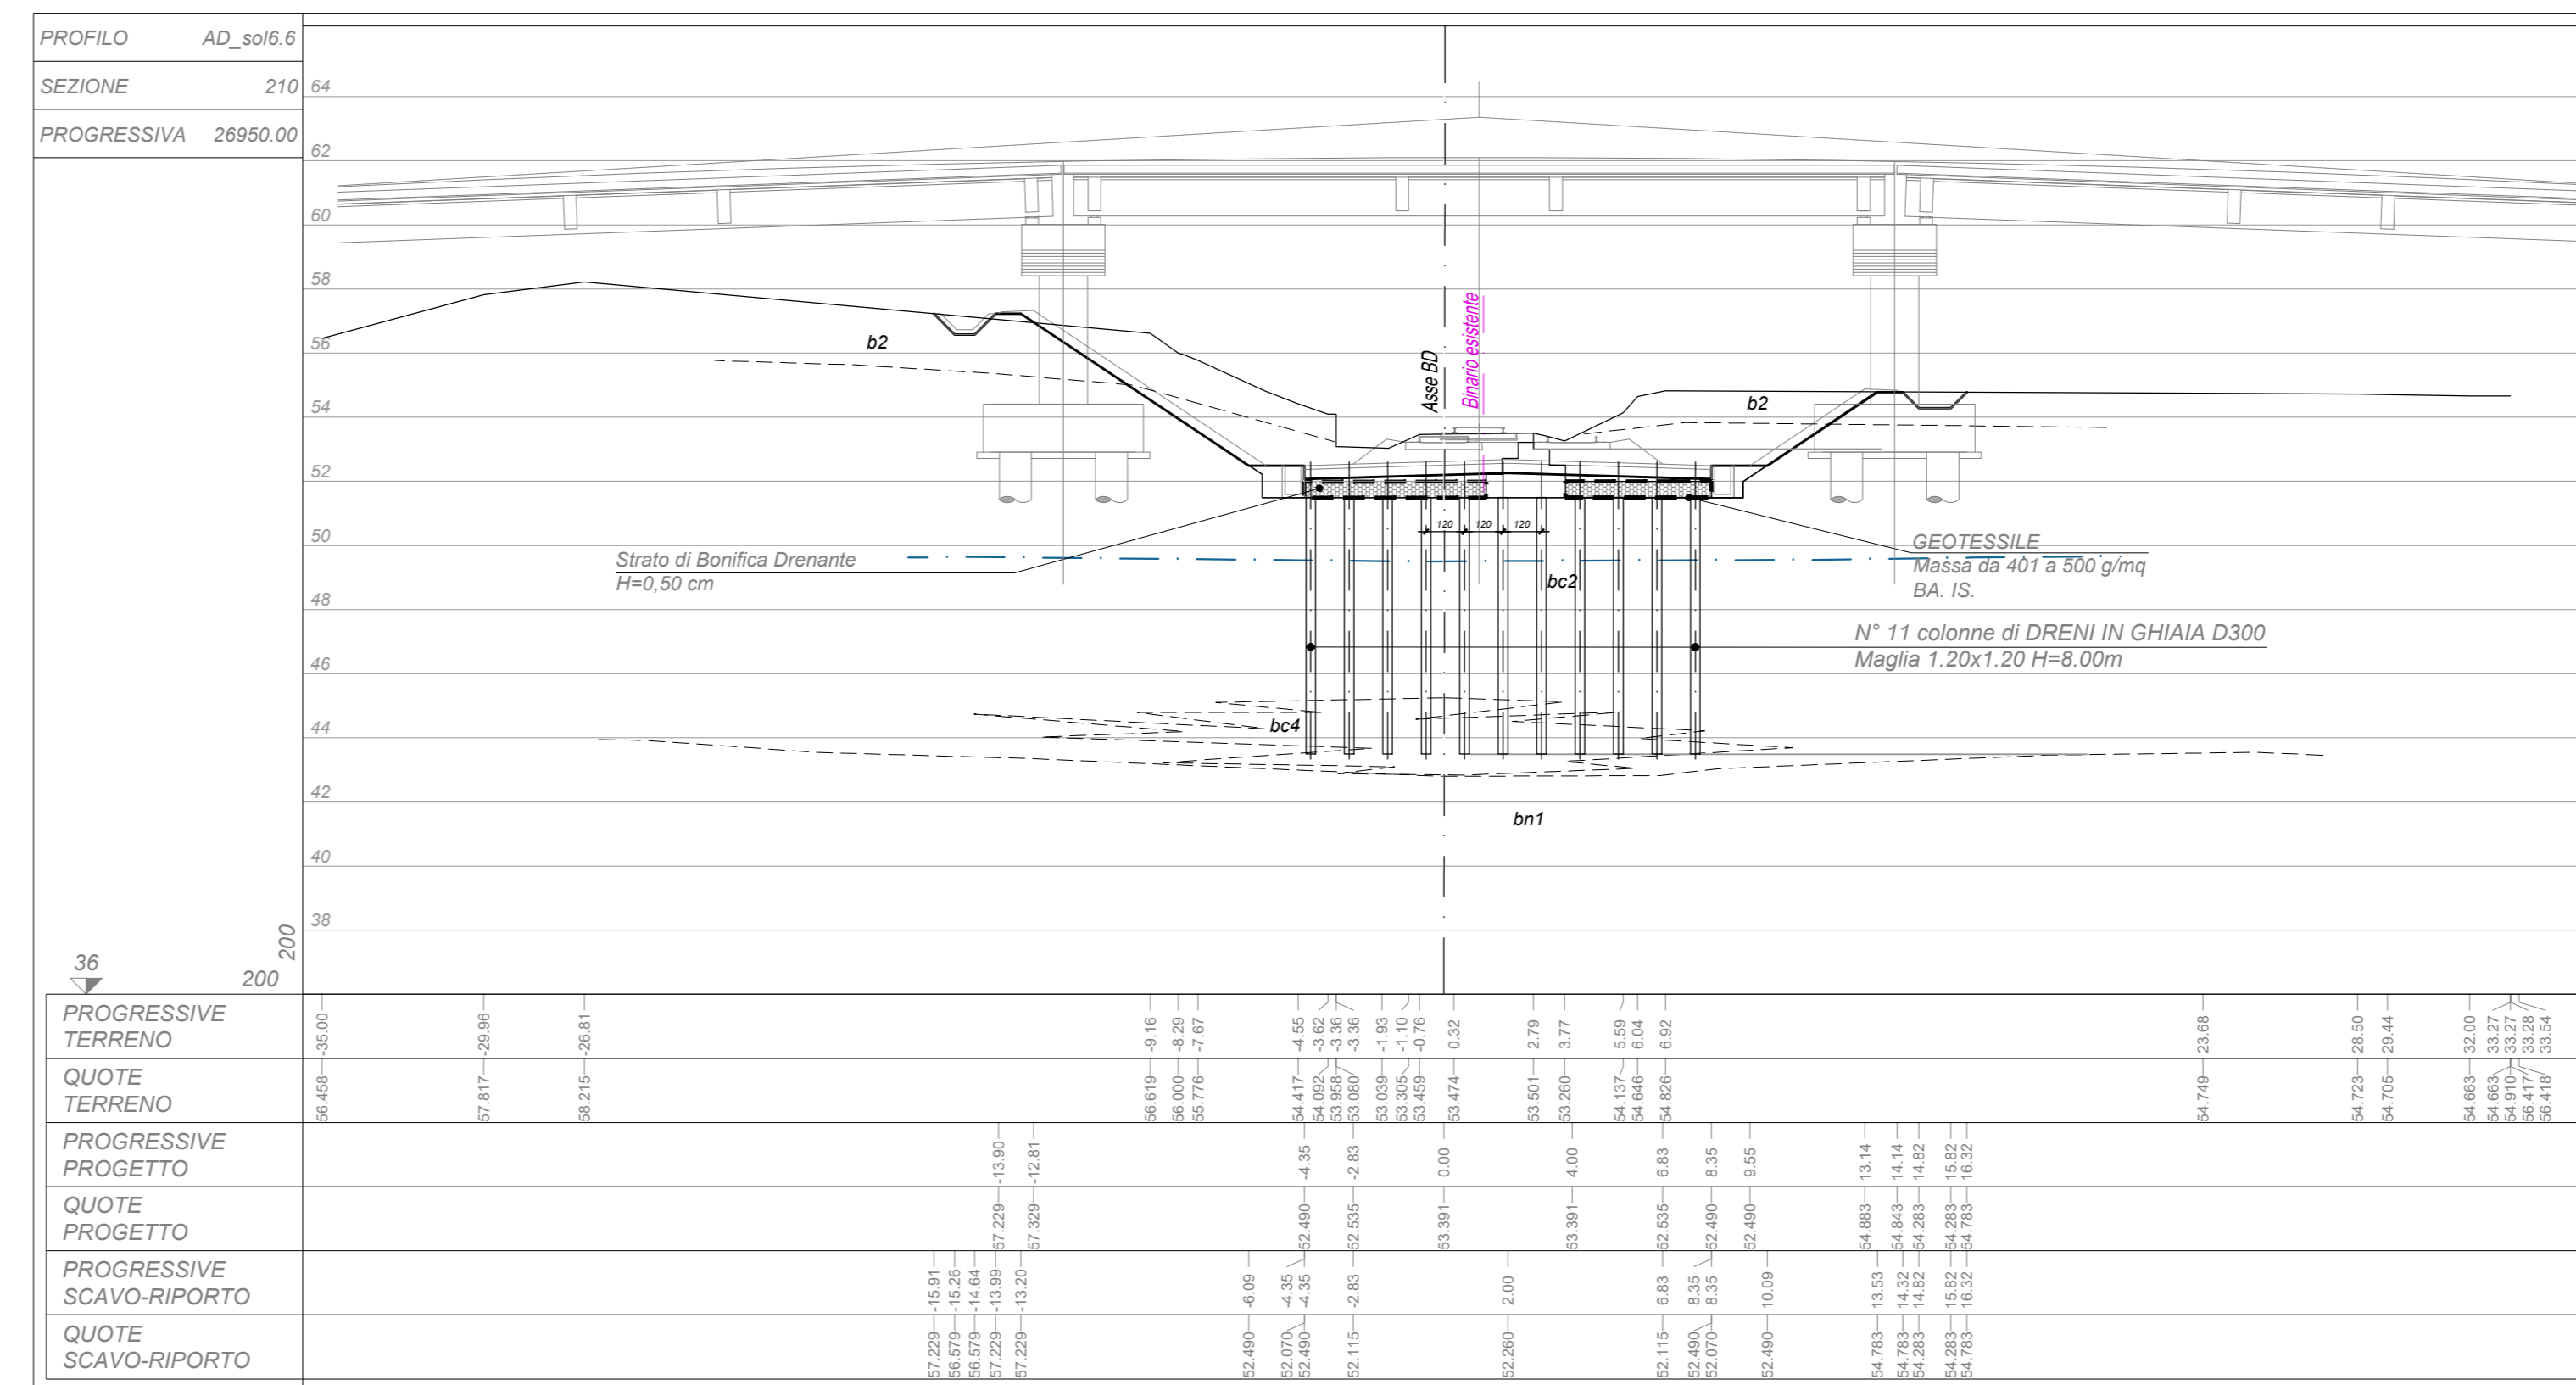 PROFILO AD_sol6.6
SEZIONE 210
PROGRESSIVA 26950.00
64
62
60
58
56
54
52
50
48
46
44
42
40
38
36
200
200
b2
Asse BD
Binario esistente
b2
120 120 120
Strato di Bonifica Drenante
H=0,50 cm
bc2
GEOTESSILE
Massa da 401 a 500 g/mq
BA. IS.
N° 11 colonne di DRENI IN GHIAIA D300
Maglia 1.20x1.20 H=8.00m
bc4
bn1
PROGRESSIVE
TERRENO
-35.00 -29.96 -26.81 -9.16 -8.29 -7.67 -4.55 -3.62 -3.36 -3.36 -1.93 -1.10 -0.76 0.32 2.79 3.77 5.59 6.04 6.92 23.68 28.50 29.44 32.00 33.27 33.27 33.28 33.54
QUOTE
TERRENO
56.458 57.817 58.215 56.619 56.000 55.776 54.417 54.092 53.958 53.080 53.039 53.305 53.459 53.474 53.501 53.260 54.137 54.646 54.826 54.749 54.723 54.705 54.663 54.663 54.910 56.417 56.418
PROGRESSIVE
PROGETTO
-13.90 -12.81 -4.35 -2.83 0.00 4.00 6.83 8.35 9.55 13.14 14.14 14.82 15.82 16.32
QUOTE
PROGETTO
57.229 57.329 52.490 52.535 53.391 53.391 52.535 52.490 52.490 54.883 54.843 54.283 54.283 54.783
PROGRESSIVE
SCAVO-RIPORTO
-15.91 -15.26 -14.64 -13.99 -13.20 -6.09 -4.35 -4.35 -2.83 2.00 6.83 8.35 8.35 10.09 13.53 14.32 14.82 15.82 16.32
QUOTE
SCAVO-RIPORTO
57.229 56.579 56.579 57.229 57.229 52.490 52.070 52.490 52.115 52.260 52.115 52.490 52.070 52.490 54.783 54.783 54.283 54.283 54.783